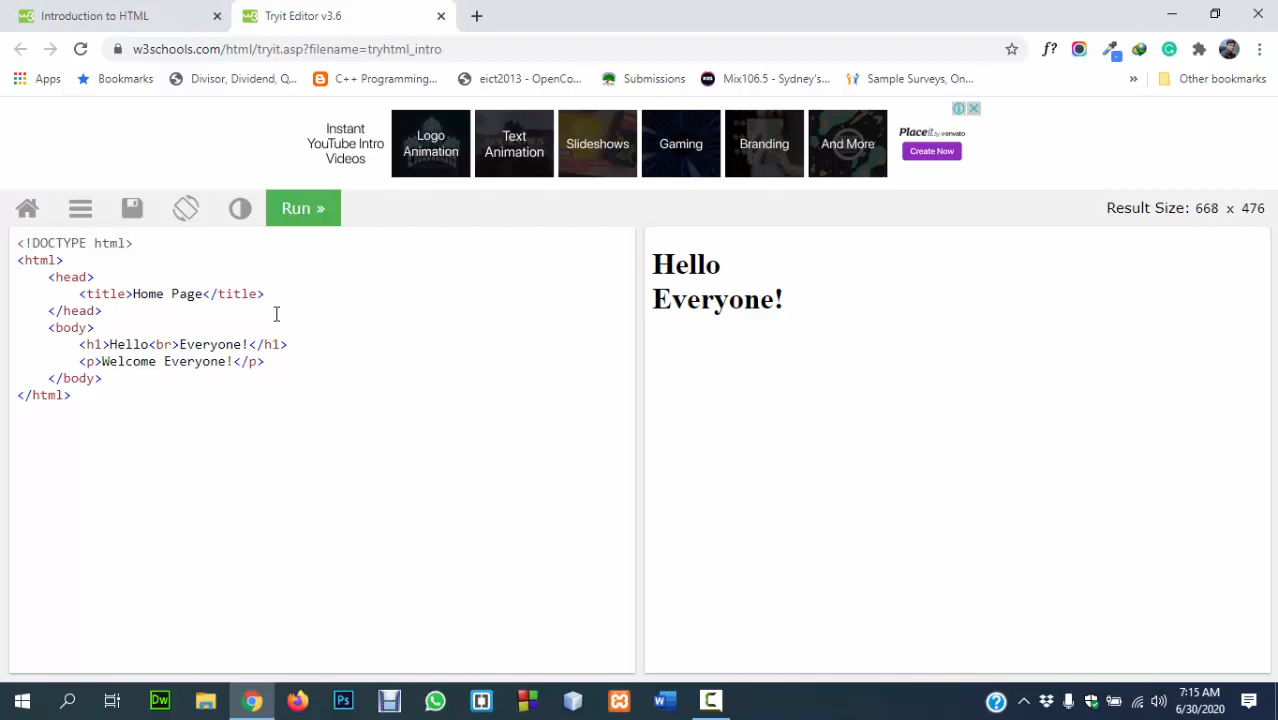 Introduction to HTML
Tryit Editor v3.6
w3schools.com/html/tryit.asp?filename=tryhtml_intro
f?
Apps
Bookmarks
Divisor, Dividend, Q...
C++ Programming...
eict2013 - OpenCo...
Submissions
Mix106.5 - Sydney's...
Sample Surveys, On...
»
Other bookmarks
Instant
YouTube Intro
Videos
Logo
Animation
Text
Animation
Slideshows
Gaming
Branding
And More
Placeit by envato
Create Now
Run »
Result Size: 668 x 476
<!DOCTYPE html>
<html>
<head>
<title>Home Page</title>
</head>
<body>
<h1>Hello<br>Everyone!</h1>
<p>Welcome Everyone!</p>
</body>
</html>
Hello
Everyone!
Dw
Ps
7:15 AM
6/30/2020